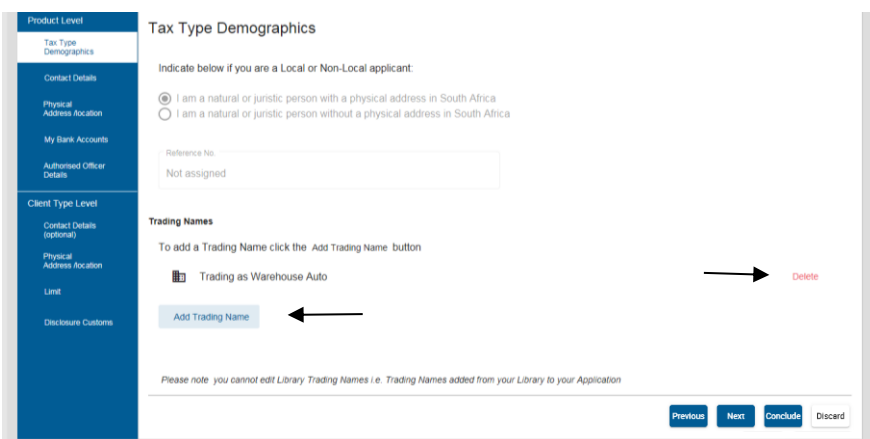 Product Level
Tax Type
Demographics
Contact Details
Physical
Address /location
My Bank Accounts
Authorised Officer
Details
Client Type Level
Contact Details
(optional)
Physical
Address /location
Limit
Disclosure Customs
Tax Type Demographics
Indicate below if you are a Local or Non-Local applicant:
I am a natural or juristic person with a physical address in South Africa
I am a natural or juristic person without a physical address in South Africa
Reference No.
Not assigned
Trading Names
To add a Trading Name click the Add Trading Name button
Trading as Warehouse Auto
Delete
Add Trading Name
Please note you cannot edit Library Trading Names i.e. Trading Names added from your Library to your Application
Previous Next Conclude Discard